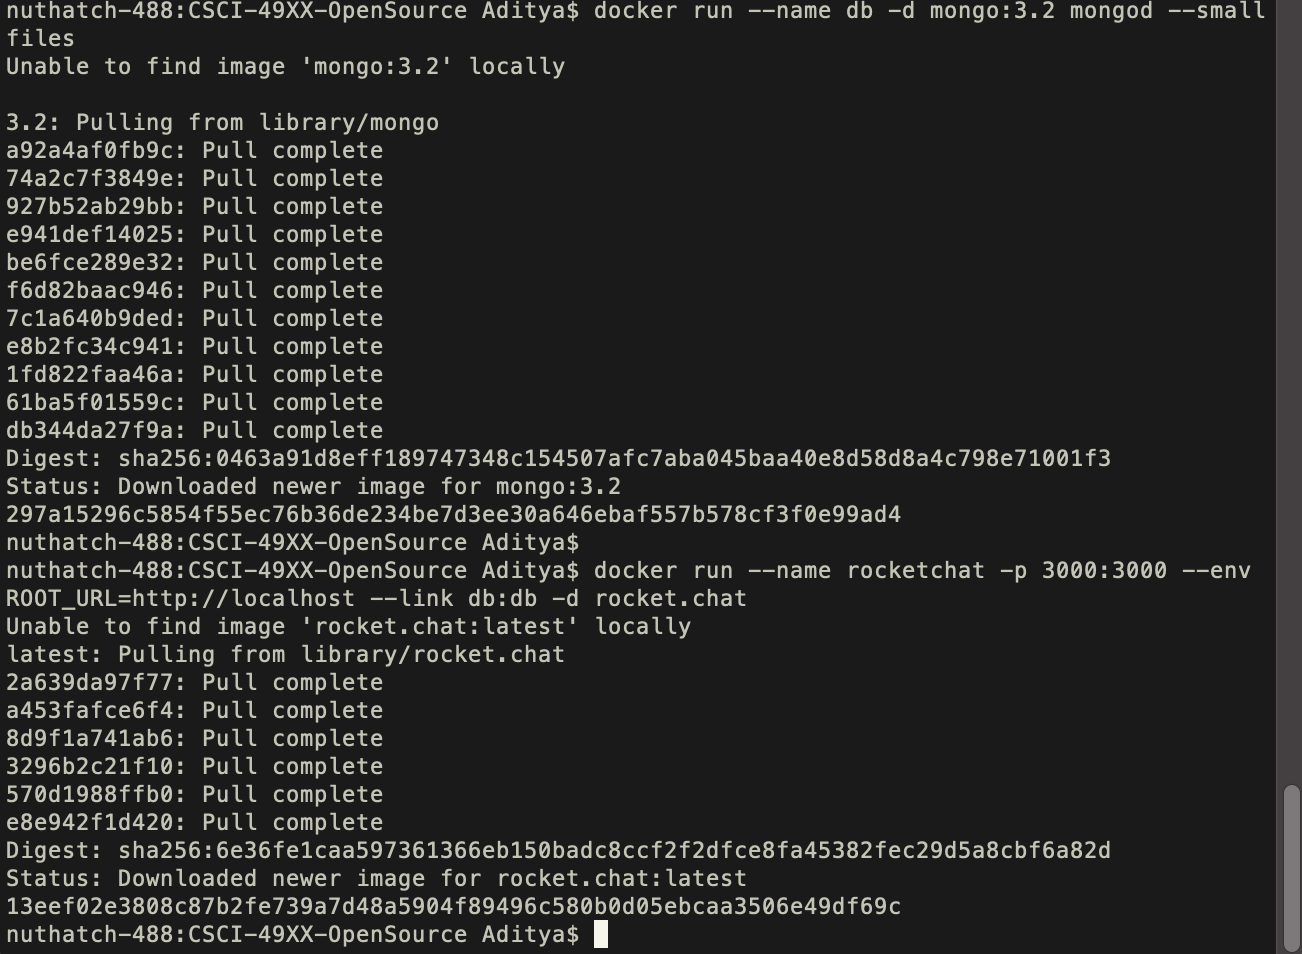 nuthatch-488:CSCI-49XX-OpenSource Aditya$ docker run --name db -d mongo:3.2 mongod --small
files
Unable to find image 'mongo:3.2' locally
3.2: Pulling from library/mongo
a92a4af0fb9c: Pull complete
74a2c7f3849e: Pull complete
927b52ab29bb: Pull complete
e941def14025: Pull complete
be6fce289e32: Pull complete
f6d82baac946: Pull complete
7c1a640b9ded: Pull complete
e8b2fc34c941: Pull complete
1fd822faa46a: Pull complete
61ba5f01559c: Pull complete
db344da27f9a: Pull complete
Digest: sha256:0463a91d8eff189747348c154507afc7aba045baa40e8d58d8a4c798e71001f3
Status: Downloaded newer image for mongo:3.2
297a15296c5854f55ec76b36de234be7d3ee30a646ebaf557b578cf3f0e99ad4
nuthatch-488:CSCI-49XX-OpenSource Aditya$
nuthatch-488:CSCI-49XX-OpenSource Aditya$ docker run --name rocketchat -p 3000:3000 --env
ROOT_URL=http://localhost --link db:db -d rocket.chat
Unable to find image 'rocket.chat:latest' locally
latest: Pulling from library/rocket.chat
2a639da97f77: Pull complete
a453fafce6f4: Pull complete
8d9f1a741ab6: Pull complete
3296b2c21f10: Pull complete
570d1988ffb0: Pull complete
e8e942f1d420: Pull complete
Digest: sha256:6e36fe1caa597361366eb150badc8ccf2f2dfce8fa45382fec29d5a8cbf6a82d
Status: Downloaded newer image for rocket.chat:latest
13eef02e3808c87b2fe739a7d48a5904f89496c580b0d05ebcaa3506e49df69c
nuthatch-488:CSCI-49XX-OpenSource Aditya$